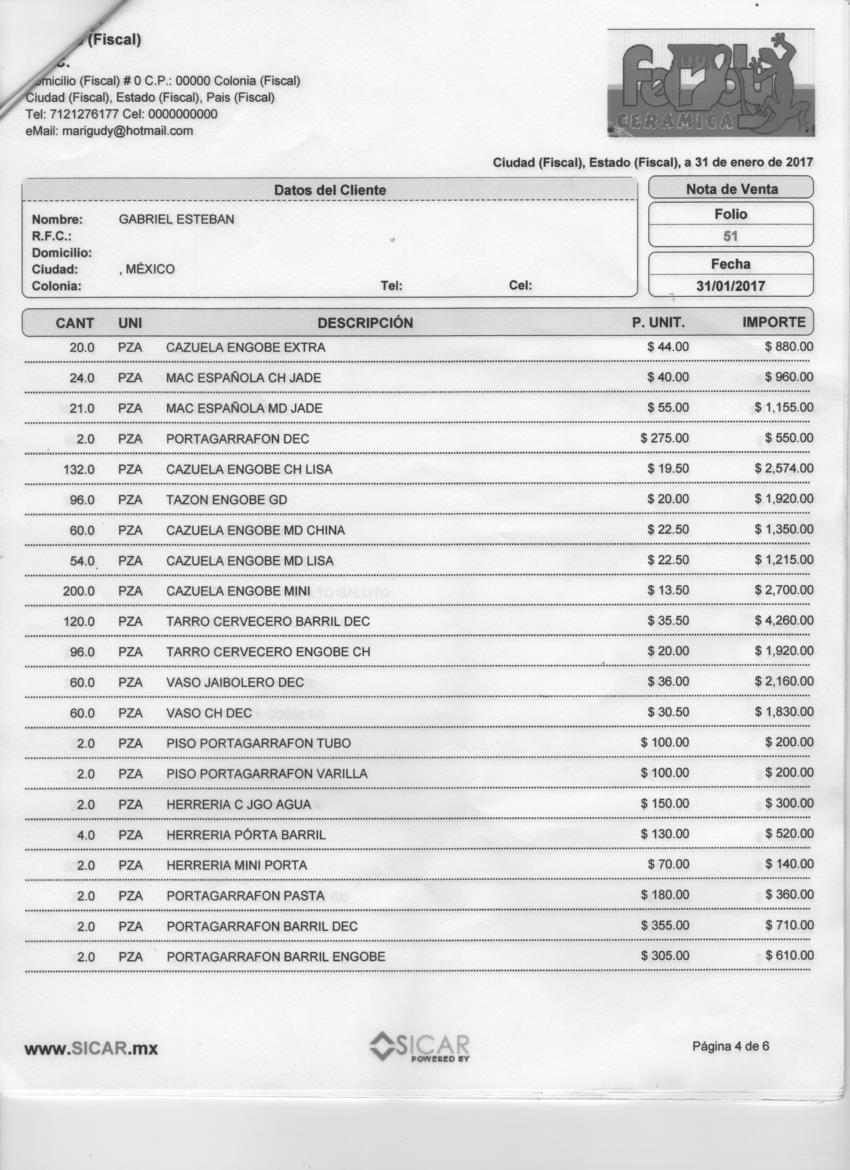 (Fiscal)
C.
Domicilio (Fiscal) # 0 C.P.: 00000 Colonia (Fiscal)
Ciudad (Fiscal), Estado (Fiscal), Pais (Fiscal)
Tel: 7121276177 Cel: 0000000000
eMail: marigudy@hotmail.com
CERAMICA
Ciudad (Fiscal), Estado (Fiscal), a 31 de enero de 2017
Datos del Cliente
Nota de Venta
Nombre: GABRIEL ESTEBAN
R.F.C.:
Domicilio:
Ciudad: , MÉXICO
Colonia: Tel: Cel:
Folio
51
Fecha
31/01/2017
CANT UNI DESCRIPCIÓN P. UNIT. IMPORTE
20.0 PZA CAZUELA ENGOBE EXTRA $ 44.00 $ 880.00
24.0 PZA MAC ESPAÑOLA CH JADE $ 40.00 $ 960.00
21.0 PZA MAC ESPAÑOLA MD JADE $ 55.00 $ 1,155.00
2.0 PZA PORTAGARRAFON DEC $ 275.00 $ 550.00
132.0 PZA CAZUELA ENGOBE CH LISA $ 19.50 $ 2,574.00
96.0 PZA TAZON ENGOBE GD $ 20.00 $ 1,920.00
60.0 PZA CAZUELA ENGOBE MD CHINA $ 22.50 $ 1,350.00
54.0 PZA CAZUELA ENGOBE MD LISA $ 22.50 $ 1,215.00
200.0 PZA CAZUELA ENGOBE MINI $ 13.50 $ 2,700.00
120.0 PZA TARRO CERVECERO BARRIL DEC $ 35.50 $ 4,260.00
96.0 PZA TARRO CERVECERO ENGOBE CH $ 20.00 $ 1,920.00
60.0 PZA VASO JAIBOLERO DEC $ 36.00 $ 2,160.00
60.0 PZA VASO CH DEC $ 30.50 $ 1,830.00
2.0 PZA PISO PORTAGARRAFON TUBO $ 100.00 $ 200.00
2.0 PZA PISO PORTAGARRAFON VARILLA $ 100.00 $ 200.00
2.0 PZA HERRERIA C JGO AGUA $ 150.00 $ 300.00
4.0 PZA HERRERIA PÓRTA BARRIL $ 130.00 $ 520.00
2.0 PZA HERRERIA MINI PORTA $ 70.00 $ 140.00
2.0 PZA PORTAGARRAFON PASTA $ 180.00 $ 360.00
2.0 PZA PORTAGARRAFON BARRIL DEC $ 355.00 $ 710.00
2.0 PZA PORTAGARRAFON BARRIL ENGOBE $ 305.00 $ 610.00
www.SICAR.mx
SICAR
POWERED BY
Página 4 de 6